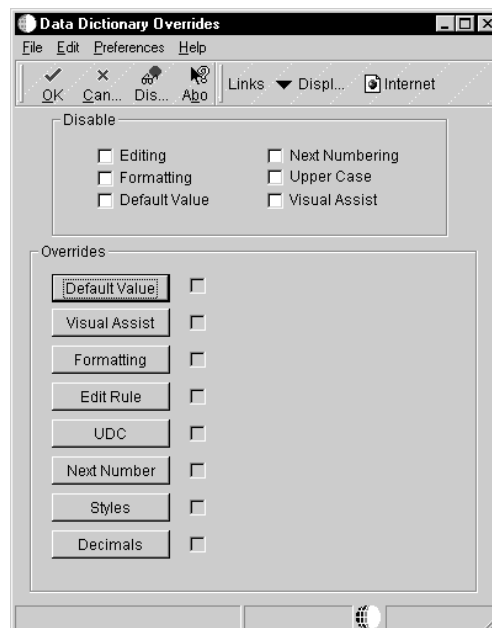 Data Dictionary Overrides
File Edit Preferences Help
OK Can... Dis... Abo Links Displ... Internet
Disable
Editing Next Numbering
Formatting Upper Case
Default Value Visual Assist
Overrides
Default Value
Visual Assist
Formatting
Edit Rule
UDC
Next Number
Styles
Decimals